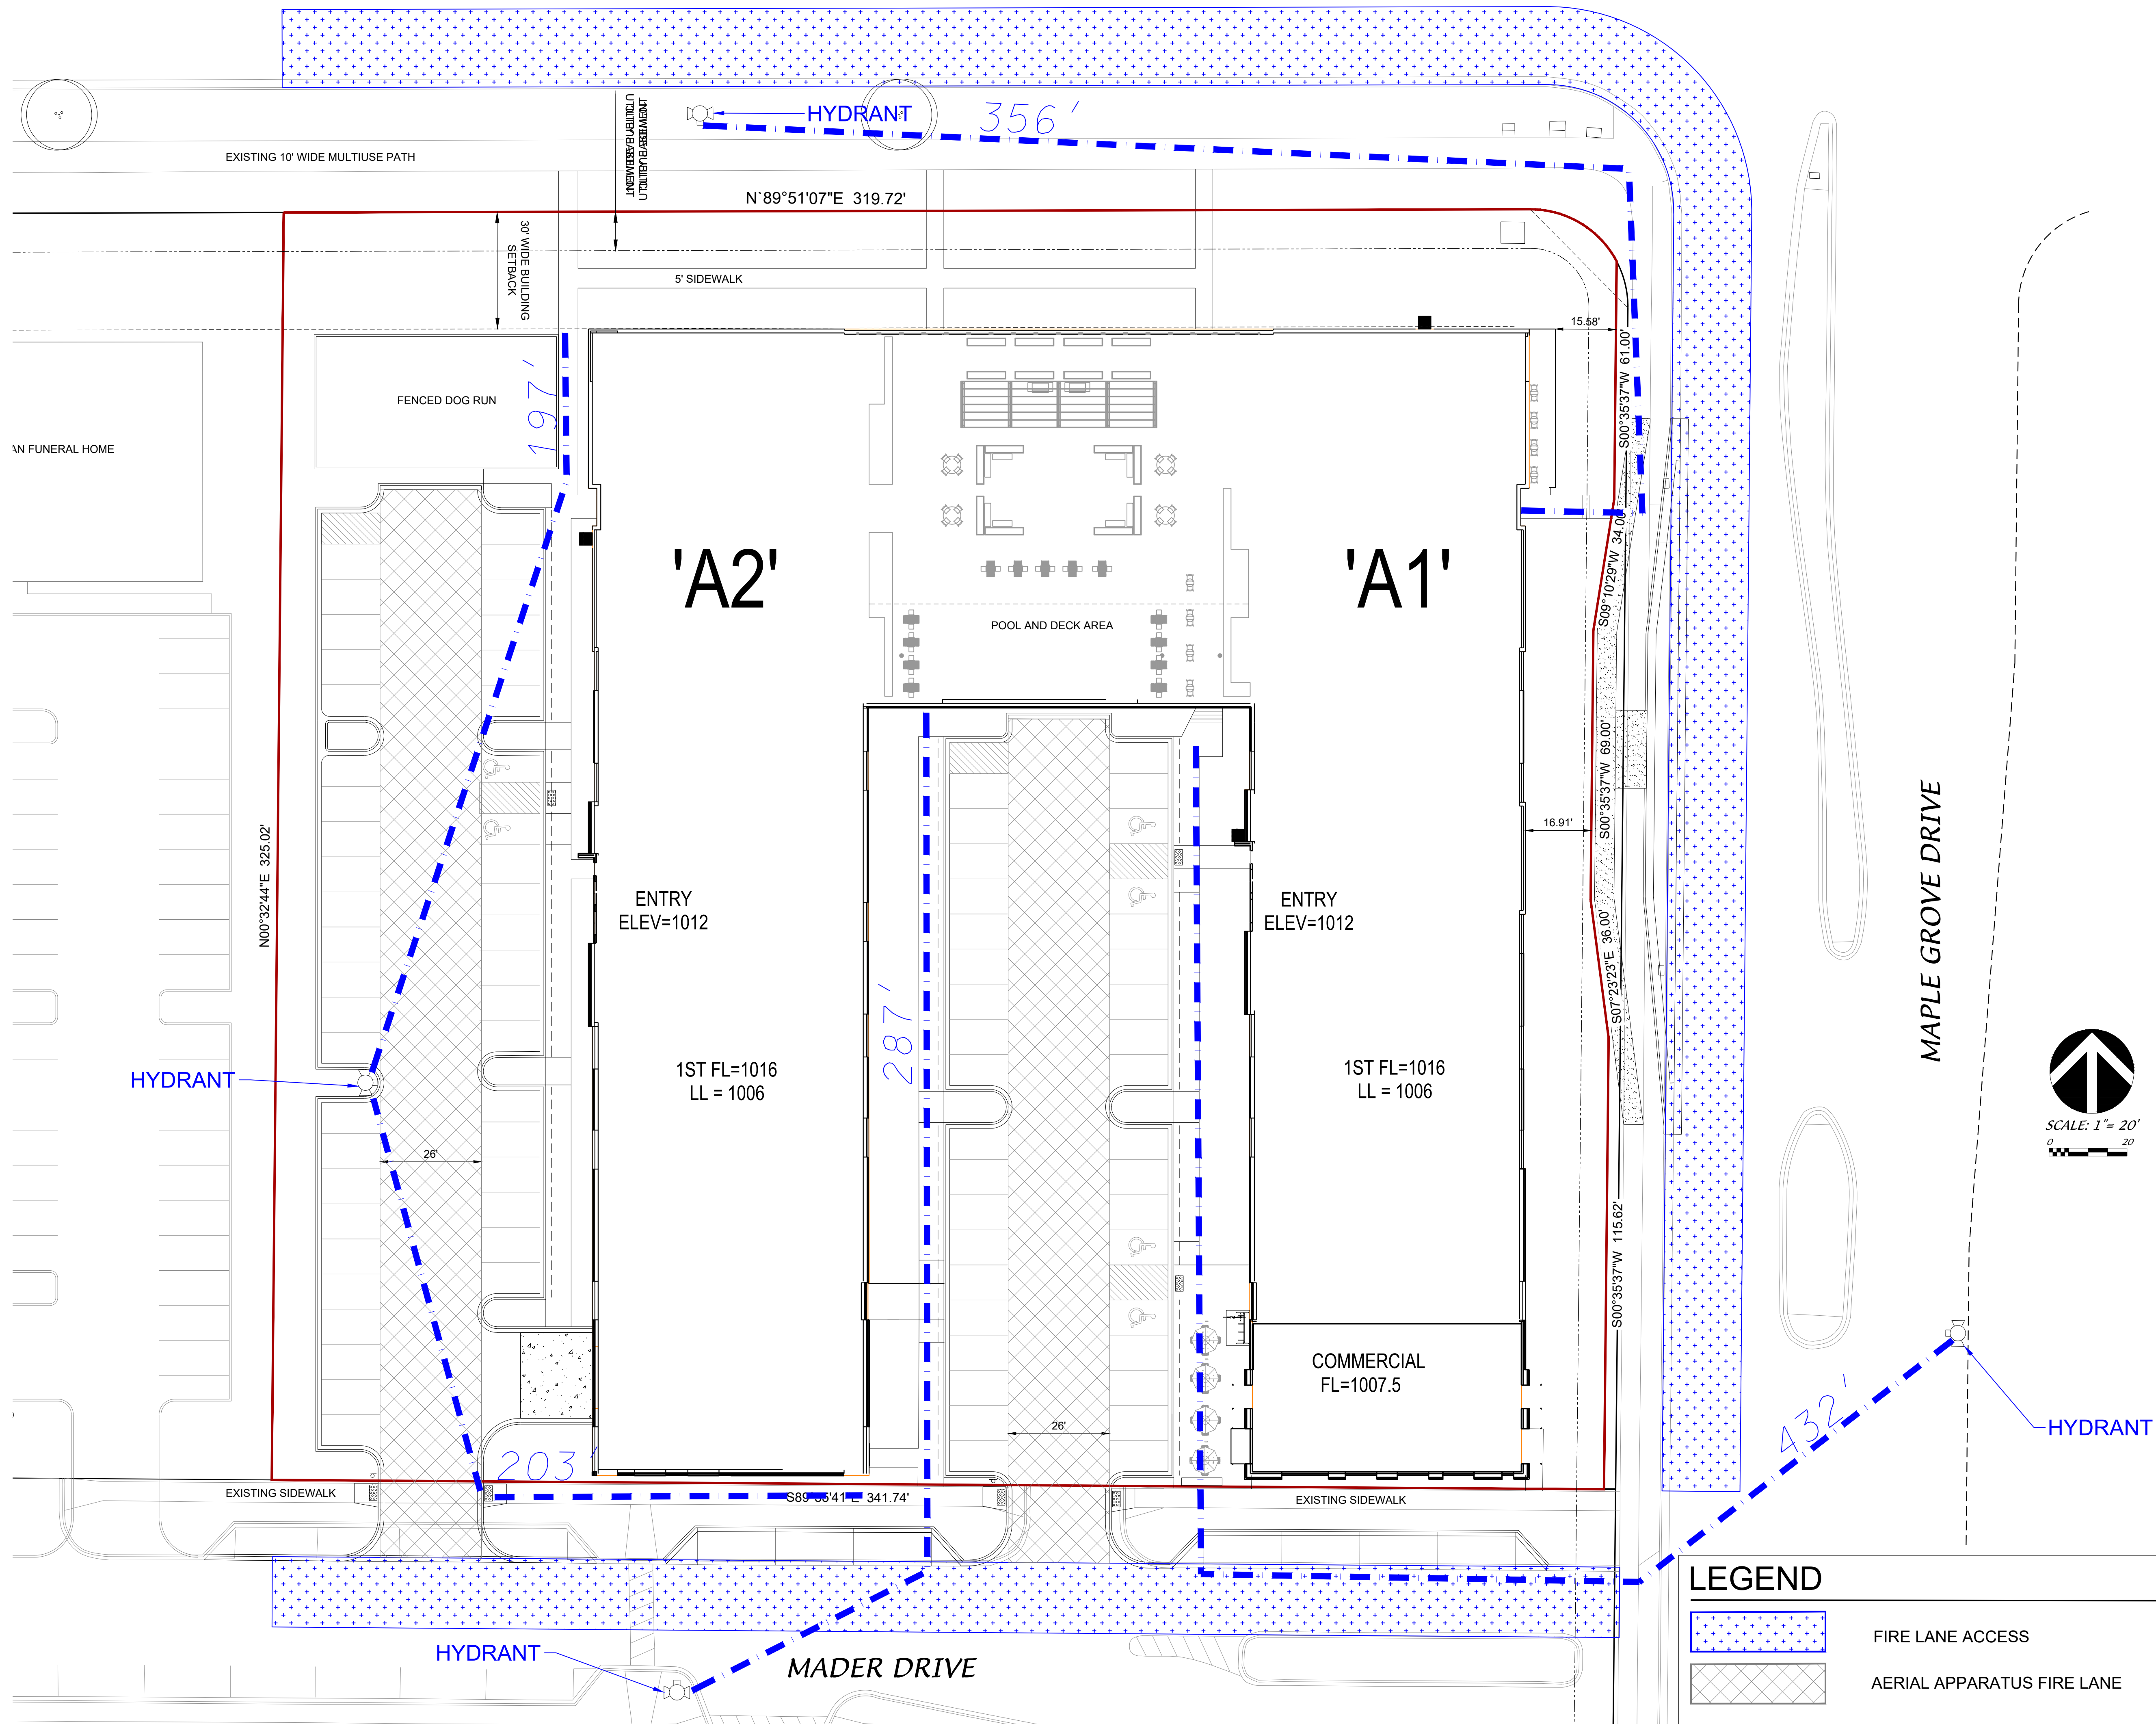 HYDRANT
356'
EXISTING 10' WIDE MULTIUSE PATH
N`89°51'07"E 319.72'
30' WIDE BUILDING
SETBACK
5' SIDEWALK
15.58'
S00°35'37"W 61.00'
197'
FENCED DOG RUN
AN FUNERAL HOME
'A2'
'A1'
S09°10'29"W 34.00'
POOL AND DECK AREA
S00°35'37"W 69.00'
16.91'
N00°32'44"E 325.02'
MAPLE GROVE DRIVE
ENTRY
ELEV=1012
ENTRY
ELEV=1012
S07°23'23"E 36.00'
287'
1ST FL=1016
LL = 1006
1ST FL=1016
LL = 1006
HYDRANT
SCALE: 1"= 20'
0 20
26'
S00°35'37"W 115.62'
COMMERCIAL
FL=1007.5
26'
432'
HYDRANT
203'
EXISTING SIDEWALK
341.74'
EXISTING SIDEWALK
LEGEND
FIRE LANE ACCESS
AERIAL APPARATUS FIRE LANE
HYDRANT
MADER DRIVE